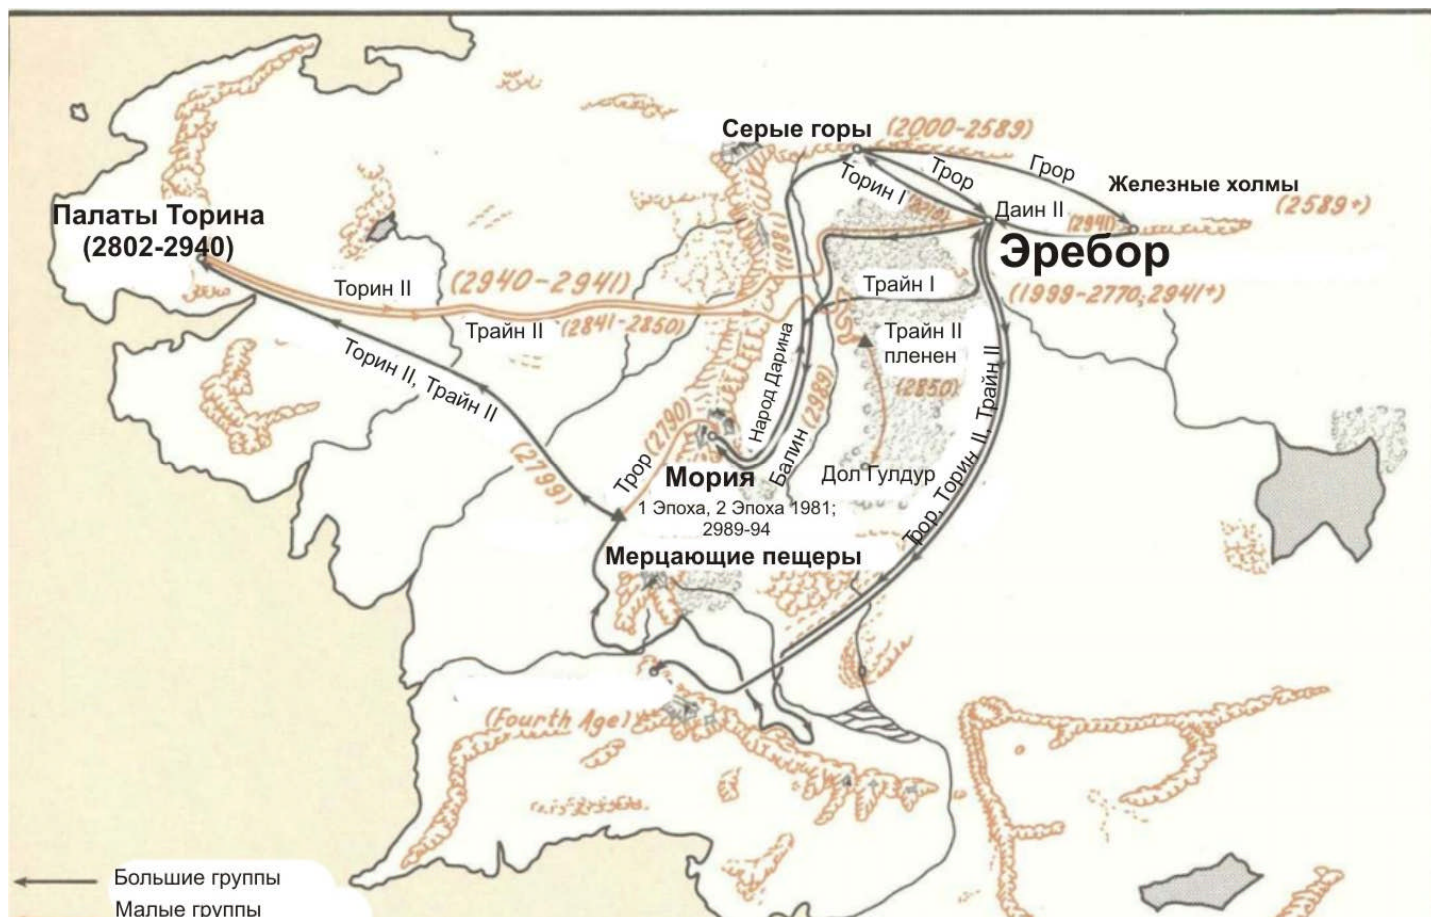 Серые горы
(2000-2589)
Трор
Грор
Торин I
Железные холмы
(2589+)
Даин II
(2941)
Палаты Торина
(2802-2940)
Эребор
(1999-2770; 2941+)
(1981)
Торин II
(2940-2941)
Трайн I
Трайн II
(2841-2850)
Трайн II
пленен
(2850)
Торин II, Трайн II
(2799)
Народ Дарина
Балин
(2989)
Трор
(2790)
Трор, Торин II, Трайн II
Дол Гулдур
Мория
1 Эпоха, 2 Эпоха 1981;
2989-94
Мерцающие пещеры
(Fourth Age)
Большие группы
Малые группы